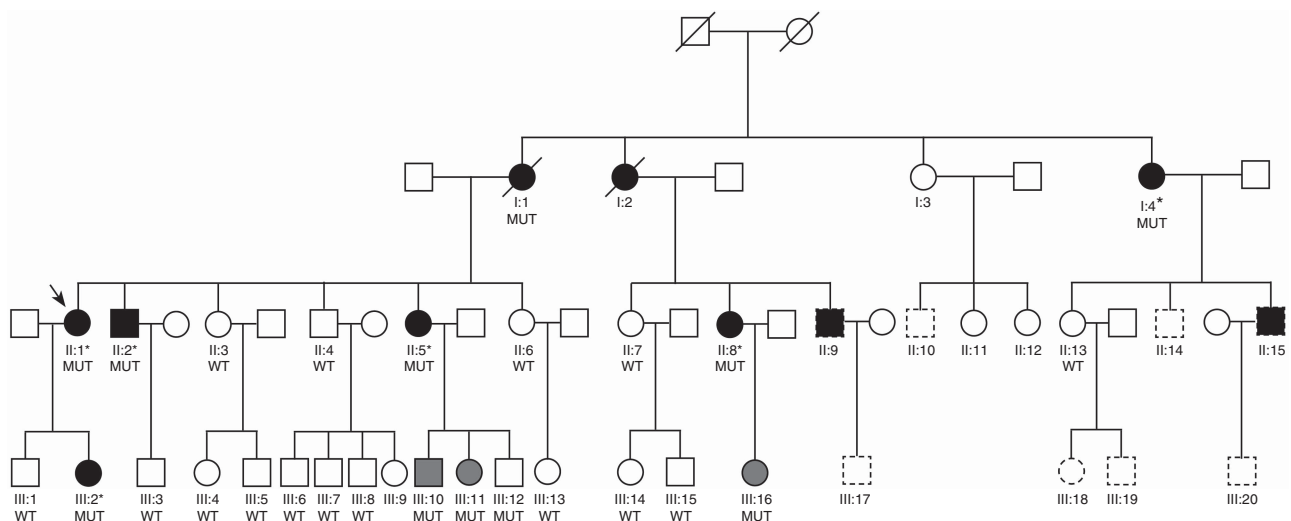 I:1 I:2 I:3 I:4*
MUT MUT
II:1* II:2* II:3 II:4 II:5* II:6 II:7 II:8* II:9 II:10 II:11 II:12 II:13 II:14 II:15
MUT MUT WT WT MUT WT WT MUT WT
III:1 III:2* III:3 III:4 III:5 III:6 III:7 III:8 III:9 III:10 III:11 III:12 III:13 III:14 III:15 III:16 III:17 III:18 III:19 III:20
WT MUT WT WT WT WT WT WT MUT MUT MUT WT WT WT MUT